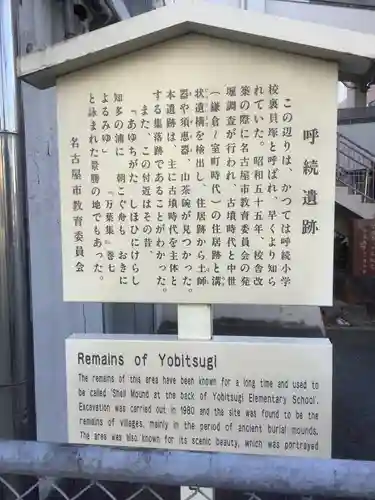 呼続遺跡
この辺りは、かつては呼続小学
校裏貝塚と呼ばれ、早くより知ら
れていた。昭和五十五年、校舎改
築の際に名古屋市教育委員会の発
掘調査が行われ、古墳時代と中世
（鎌倉～室町時代）の住居跡と溝
状遺構を検出し、住居跡から土師
器や須恵器、山茶碗が見つかった。
本遺跡は、主に古墳時代を主体と
する集落跡であることがわかった。
また、この付近はその昔、
『あゆちがた しほひにけらし
知多の浦に 朝こぐ舟も おきに
よるみゆ』 『万葉集』巻七
と詠まれた景勝の地でもあった。
名古屋市教育委員会
Remains of Yobitsugi
The remains of this area have been known for a long time and used to
be called 'Shell Mound at the back of Yobitsugi Elementary School'.
Excavation was carried out in 1980 and the site was found to be the
remains of villages, mainly in the period of ancient burial mounds.
The area was also known for its scenic beauty, which was portrayed